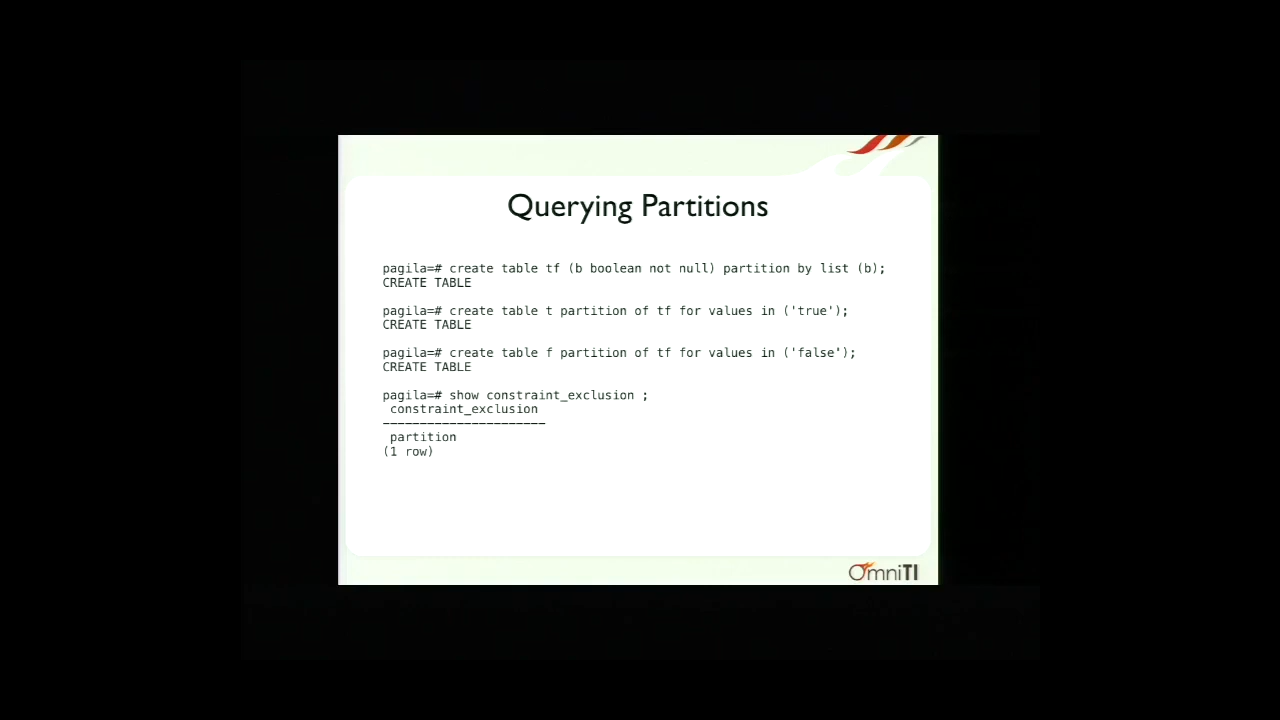 Querying Partitions
pagila=# create table tf (b boolean not null) partition by list (b);
CREATE TABLE
pagila=# create table t partition of tf for values in ('true');
CREATE TABLE
pagila=# create table f partition of tf for values in ('false');
CREATE TABLE
pagila=# show constraint_exclusion ;
constraint_exclusion
----------------------
partition
(1 row)
OmniTI